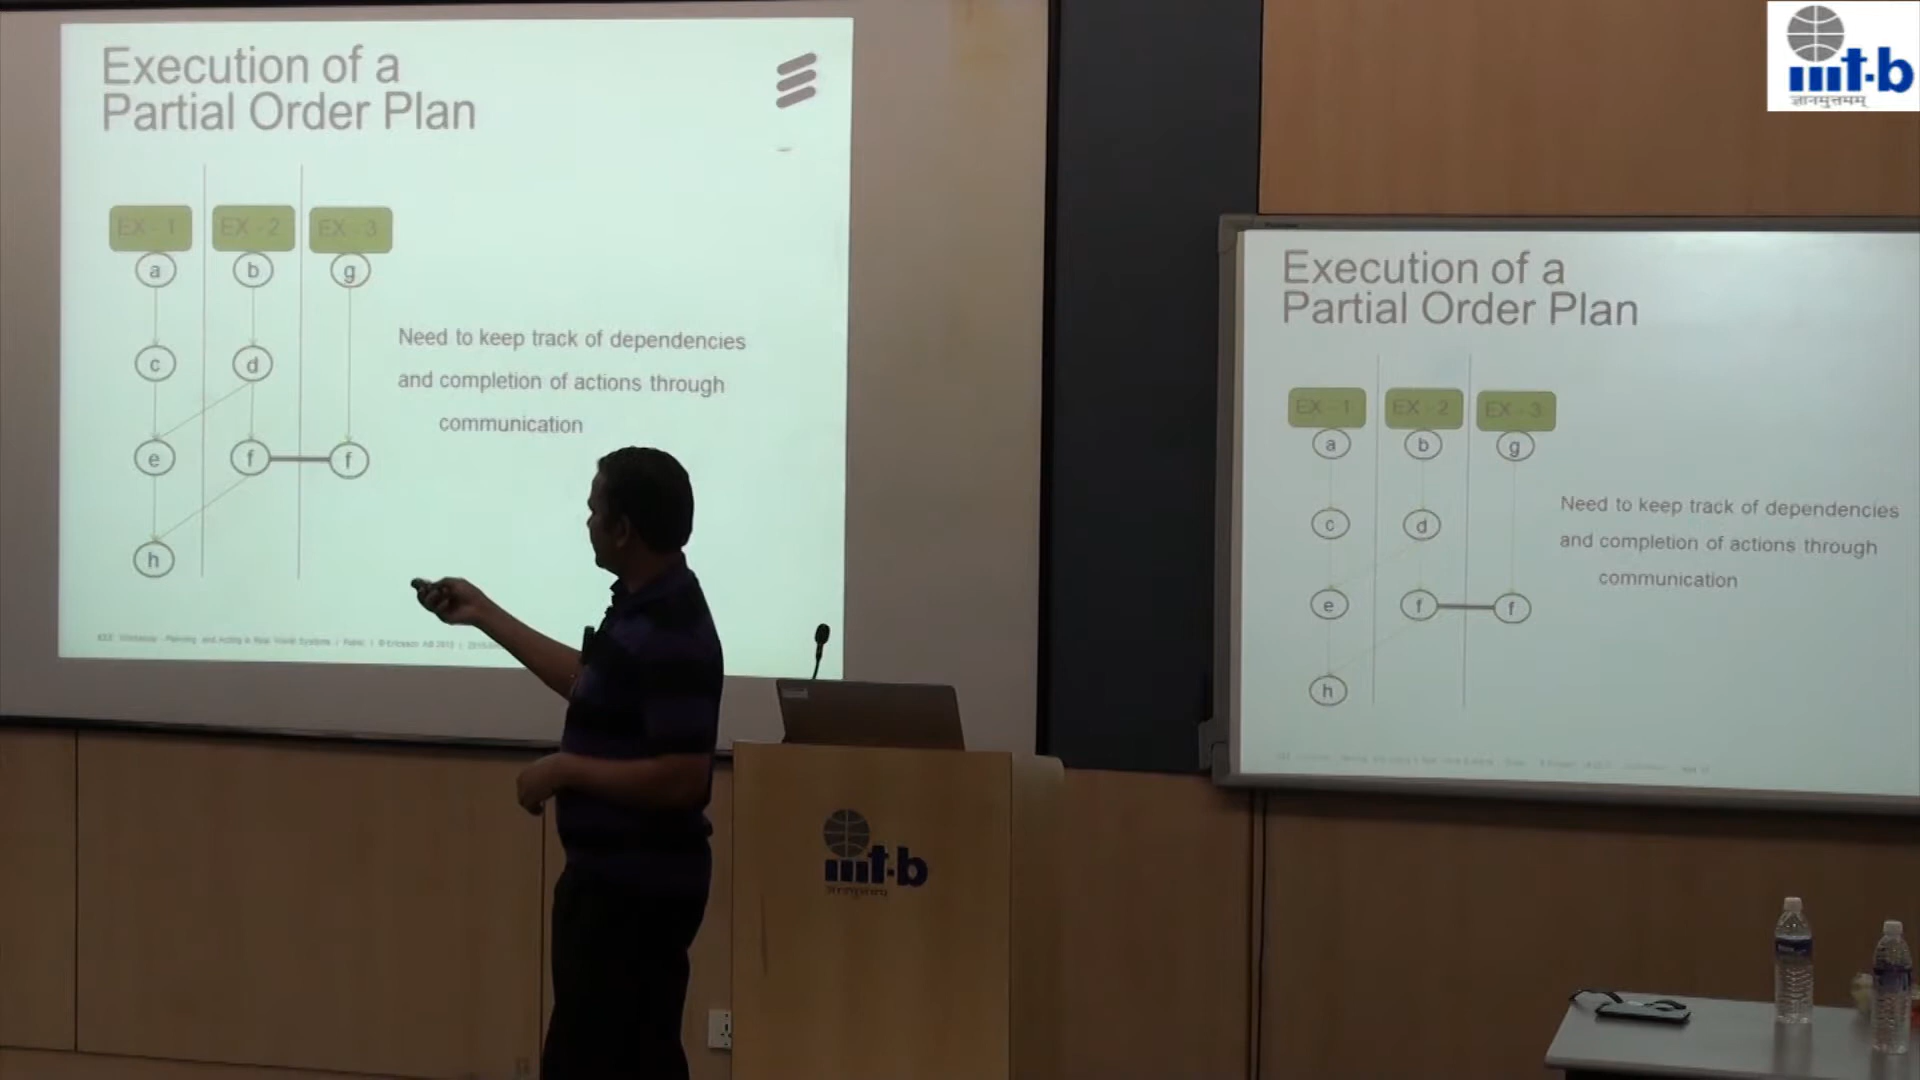 Execution of a
Partial Order Plan
EX - 1 EX - 2 EX - 3
a b g
c d
e f f
h
Need to keep track of dependencies
and completion of actions through
communication
iiit-b
ज्ञानमुत्तमम्
Execution of a
Partial Order Plan
EX - 1 EX - 2 EX - 3
a b g
c d
e f f
h
Need to keep track of dependencies
and completion of actions through
communication
iiit-b